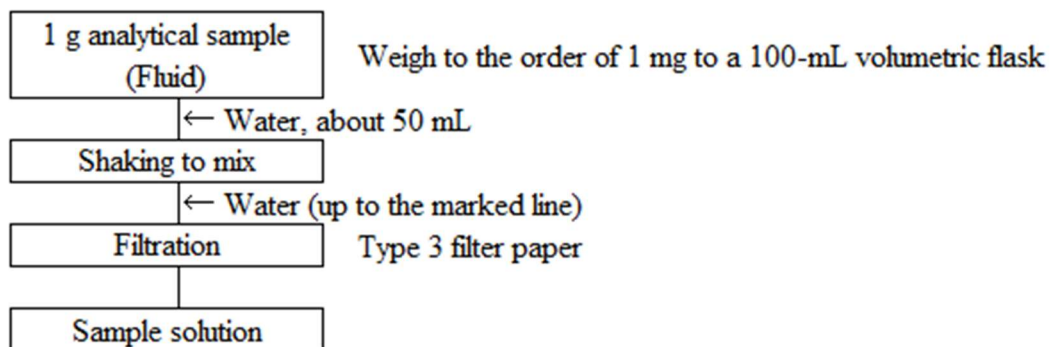 1 g analytical sample
(Fluid)
Weigh to the order of 1 mg to a 100-mL volumetric flask
← Water, about 50 mL
Shaking to mix
← Water (up to the marked line)
Filtration
Type 3 filter paper
Sample solution